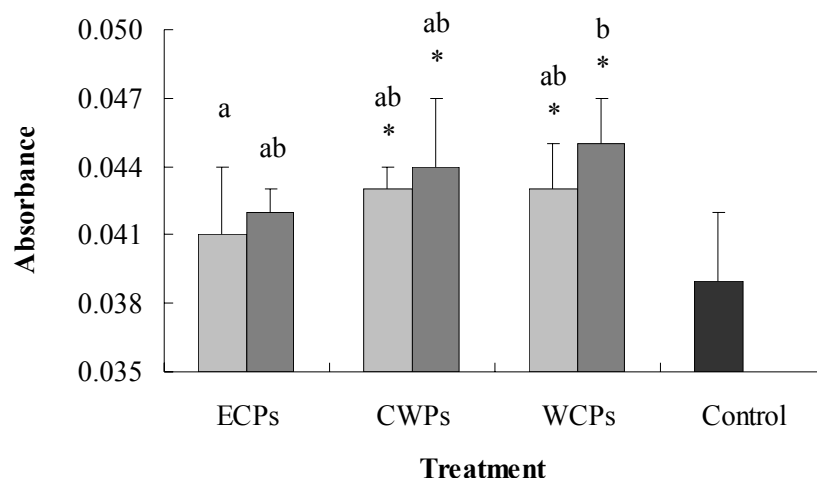 0.050
0.047
0.044
0.041
0.038
0.035
Absorbance
a
ab
ab
*
ab
*
ab
*
b
*
ECPs CWPs WCPs Control
Treatment